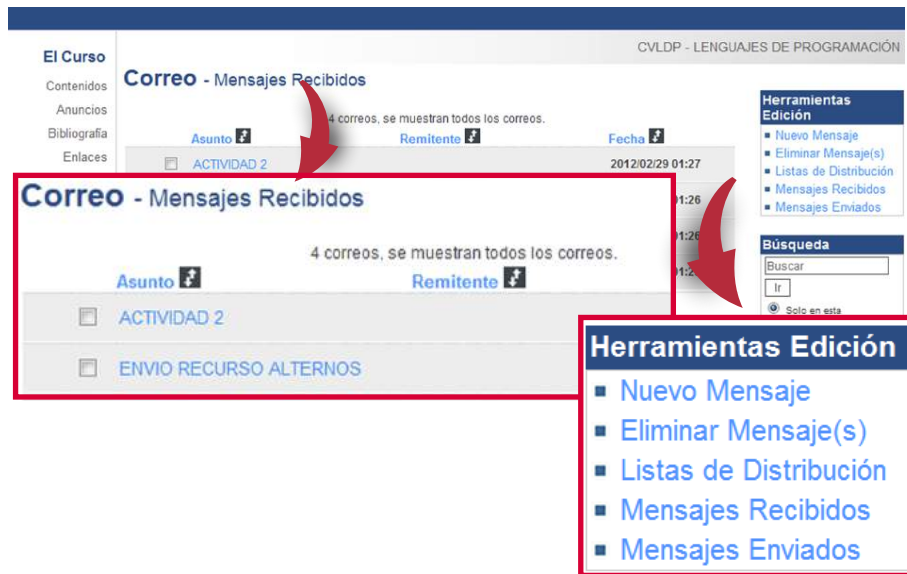 CVLDP - LENGUAJES DE PROGRAMACIÓN
El Curso
Contenidos
Anuncios
Bibliografía
Enlaces
Correo - Mensajes Recibidos
4 correos, se muestran todos los correos.
Asunto Remitente Fecha
ACTIVIDAD 2 2012/02/29 01:27
01:26
01:26
Herramientas Edición
Nuevo Mensaje
Eliminar Mensaje(s)
Listas de Distribución
Mensajes Recibidos
Mensajes Enviados
Búsqueda
Buscar
Ir
Solo en esta
Correo - Mensajes Recibidos
4 correos, se muestran todos los correos.
Asunto Remitente
ACTIVIDAD 2
ENVIO RECURSO ALTERNOS
Herramientas Edición
Nuevo Mensaje
Eliminar Mensaje(s)
Listas de Distribución
Mensajes Recibidos
Mensajes Enviados